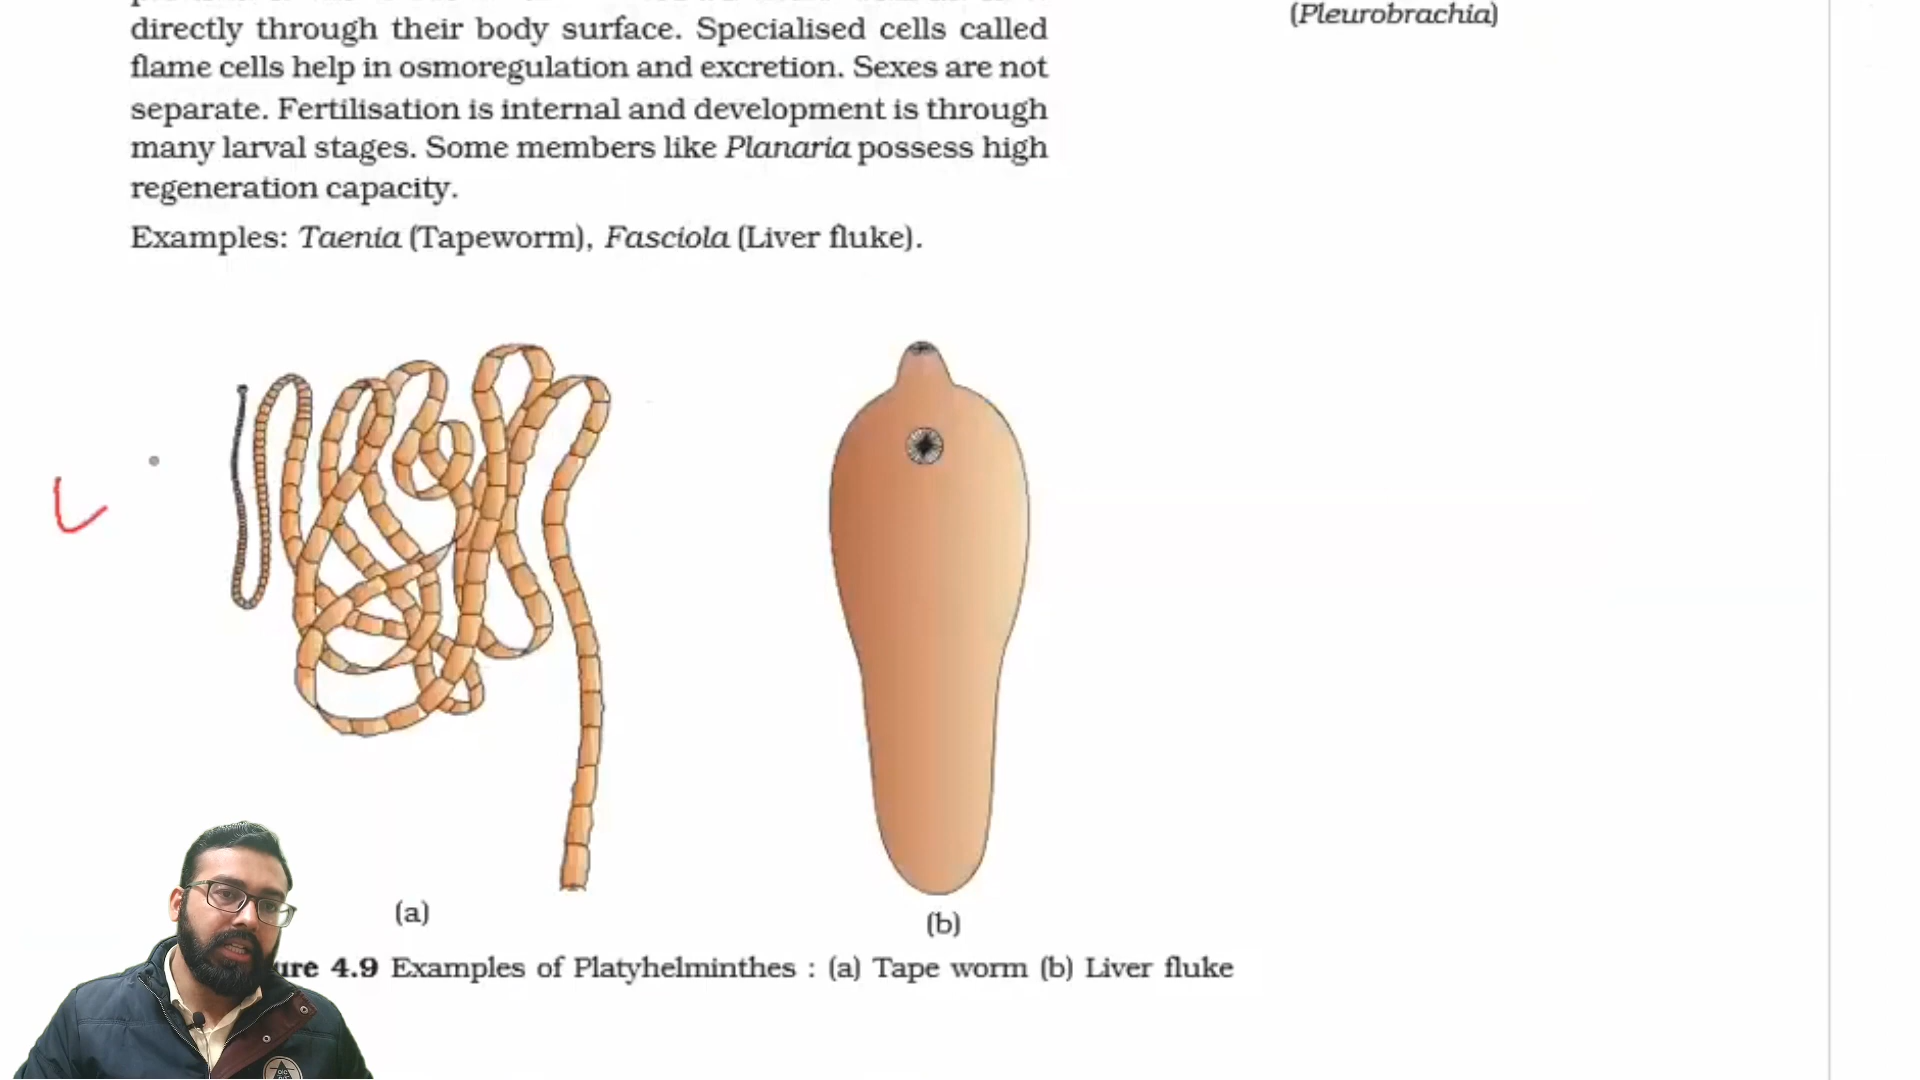 directly through their body surface. Specialised cells called
flame cells help in osmoregulation and excretion. Sexes are not
separate. Fertilisation is internal and development is through
many larval stages. Some members like Planaria possess high
regeneration capacity.
Examples: Taenia (Tapeworm), Fasciola (Liver fluke).
(Pleurobrachia)
(a)
(b)
ure 4.9 Examples of Platyhelminthes : (a) Tape worm (b) Liver fluke